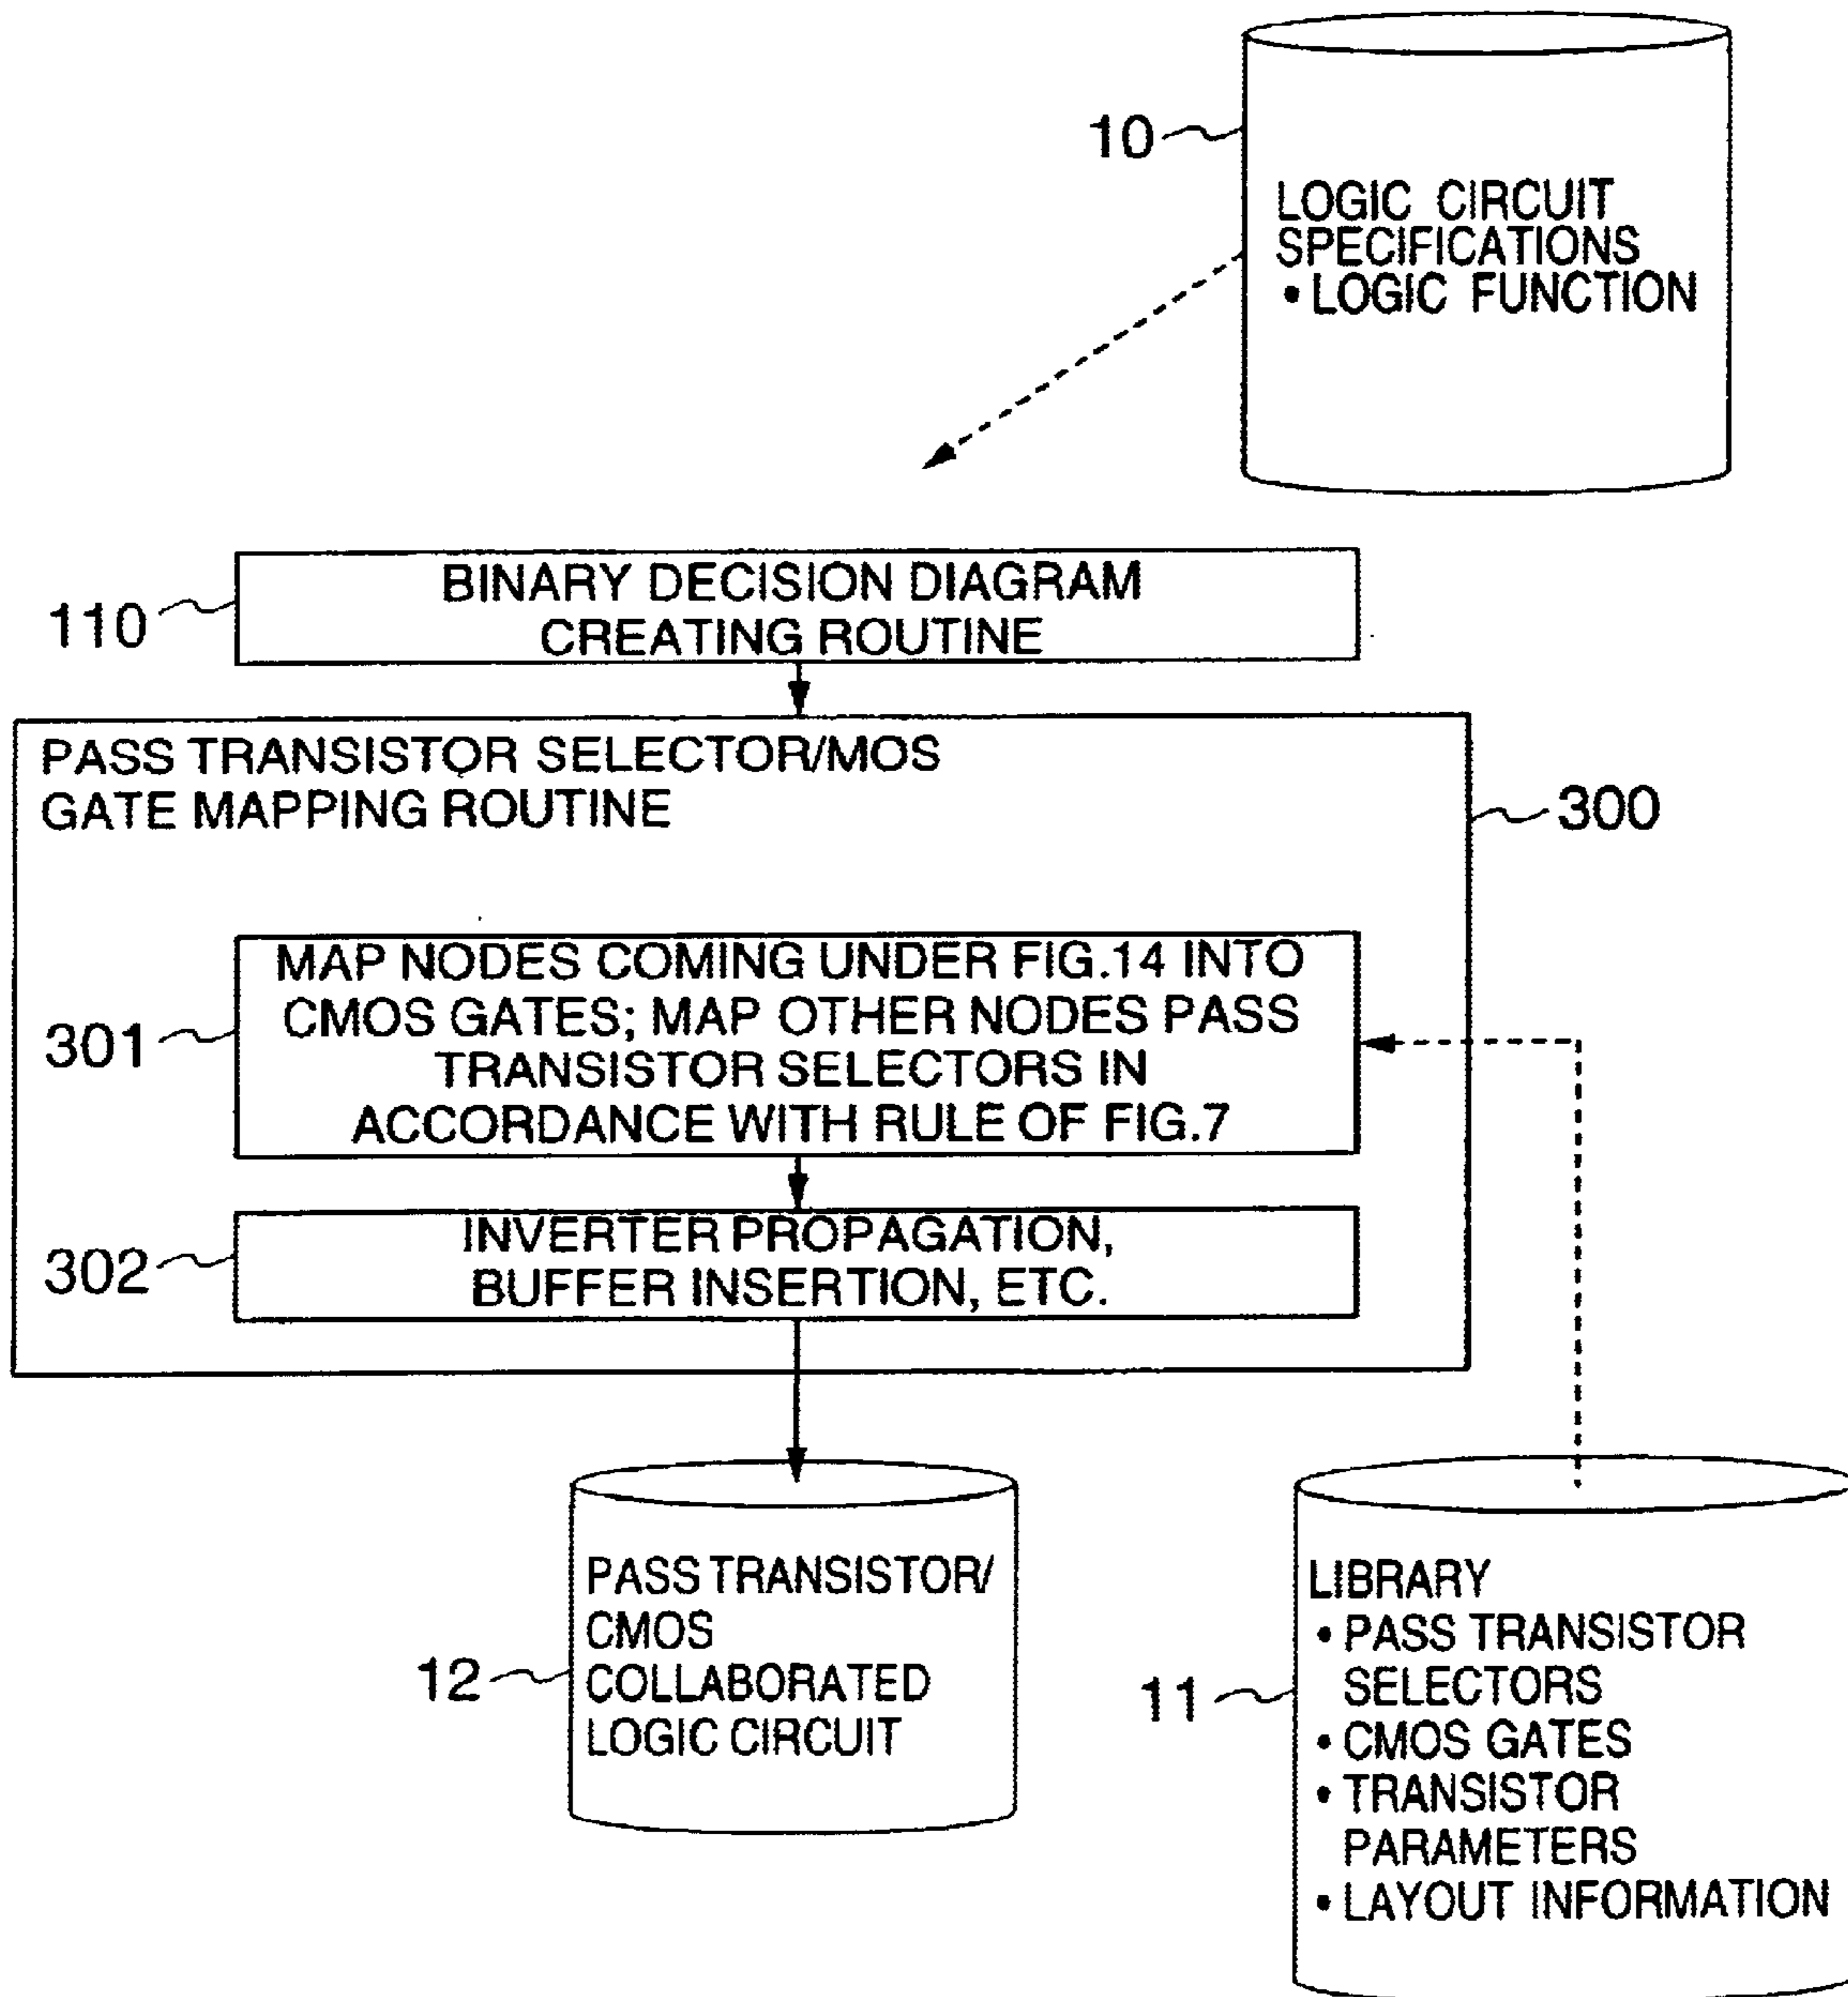 10
LOGIC CIRCUIT
SPECIFICATIONS
• LOGIC FUNCTION
110
BINARY DECISION DIAGRAM
CREATING ROUTINE
PASS TRANSISTOR SELECTOR/MOS
GATE MAPPING ROUTINE
300
301
MAP NODES COMING UNDER FIG.14 INTO
CMOS GATES; MAP OTHER NODES PASS
TRANSISTOR SELECTORS IN
ACCORDANCE WITH RULE OF FIG.7
302
INVERTER PROPAGATION,
BUFFER INSERTION, ETC.
12
PASS TRANSISTOR/
CMOS
COLLABORATED
LOGIC CIRCUIT
11
LIBRARY
• PASS TRANSISTOR
SELECTORS
• CMOS GATES
• TRANSISTOR
PARAMETERS
• LAYOUT INFORMATION